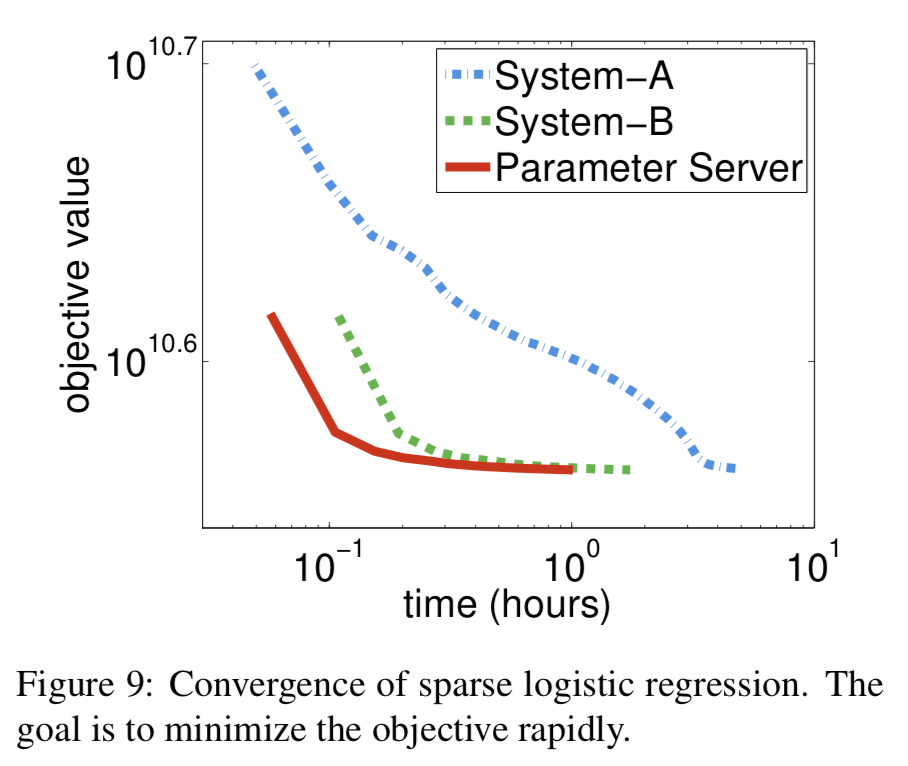 10^10.7
System-A
System-B
Parameter Server
objective value
10^10.6
10^−1
10^0
10^1
time (hours)
Figure 9: Convergence of sparse logistic regression. The
goal is to minimize the objective rapidly.